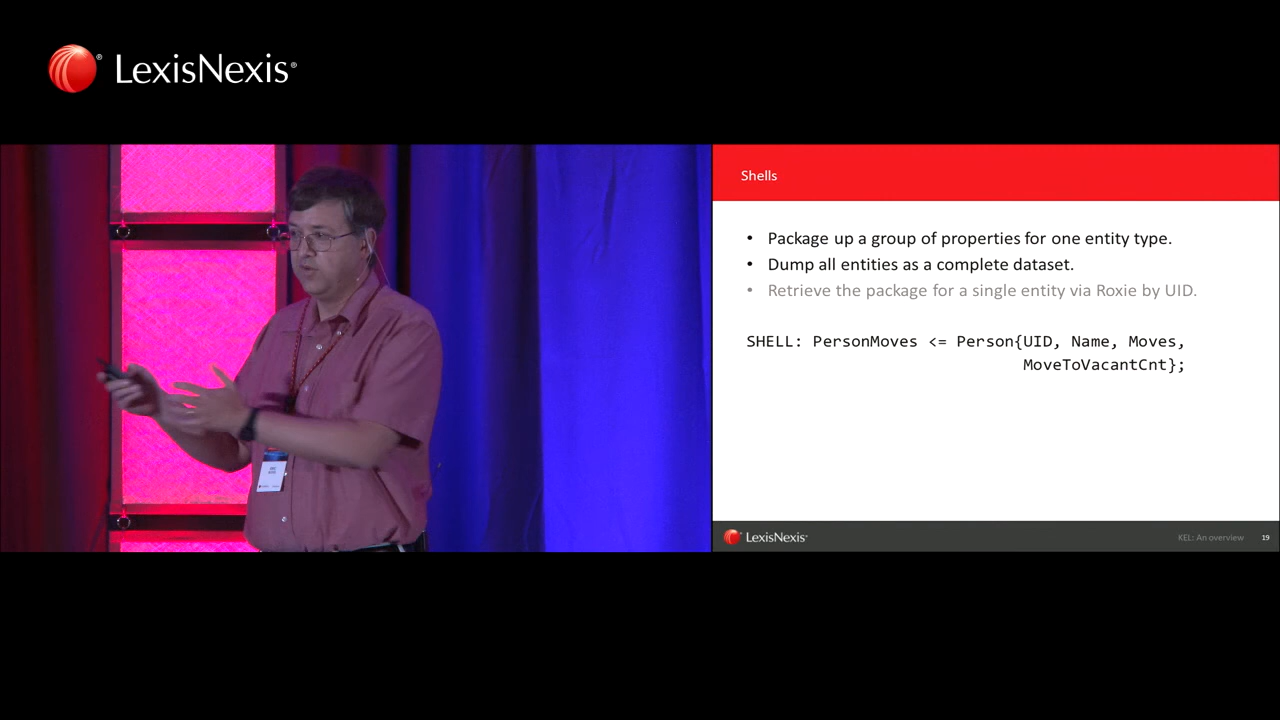 LexisNexis®
Shells
• Package up a group of properties for one entity type.
• Dump all entities as a complete dataset.
• Retrieve the package for a single entity via Roxie by UID.
SHELL: PersonMoves <= Person{UID, Name, Moves,
MoveToVacantCnt};
LexisNexis®
KEL: An overview 19